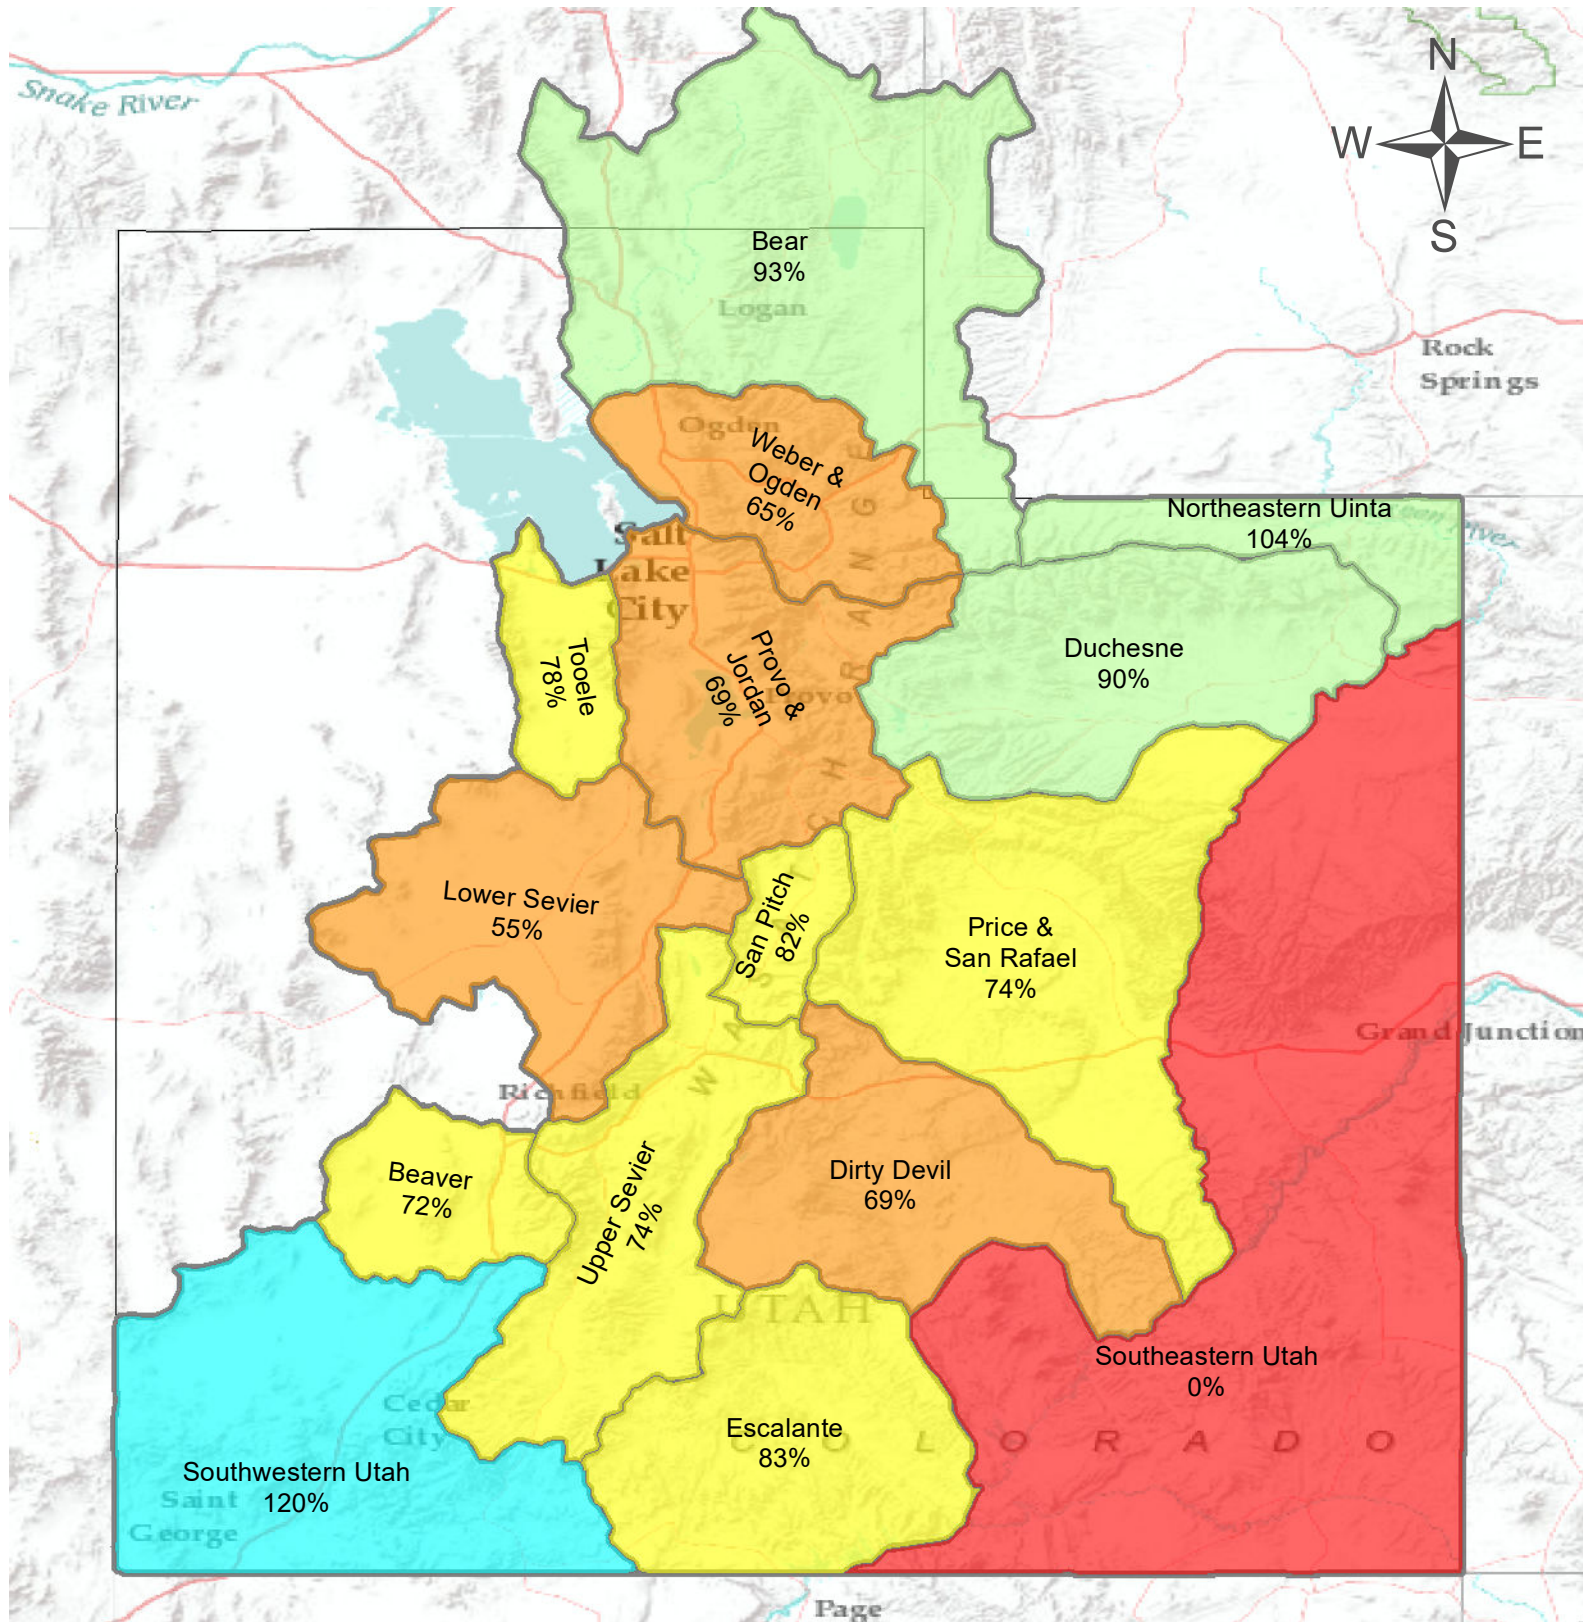 N
W
E
S
Snake River
Bear
93%
Logan
Rock
Springs
Ogden
Weber &
Ogden
65%
Northeastern Uinta
104%
Salt
Lake
City
Duchesne
90%
Tooele
78%
Provo &
Jordan
69%
Provo
WASATCH RANGE
Lower Sevier
55%
San Pitch
82%
Price &
San Rafael
74%
Grand Junction
Richfield
Beaver
72%
Upper Sevier
74%
Dirty Devil
69%
UTAH
Southeastern Utah
0%
Cedar
City
Escalante
83%
COLORADO
Southwestern Utah
120%
Saint
George
Page